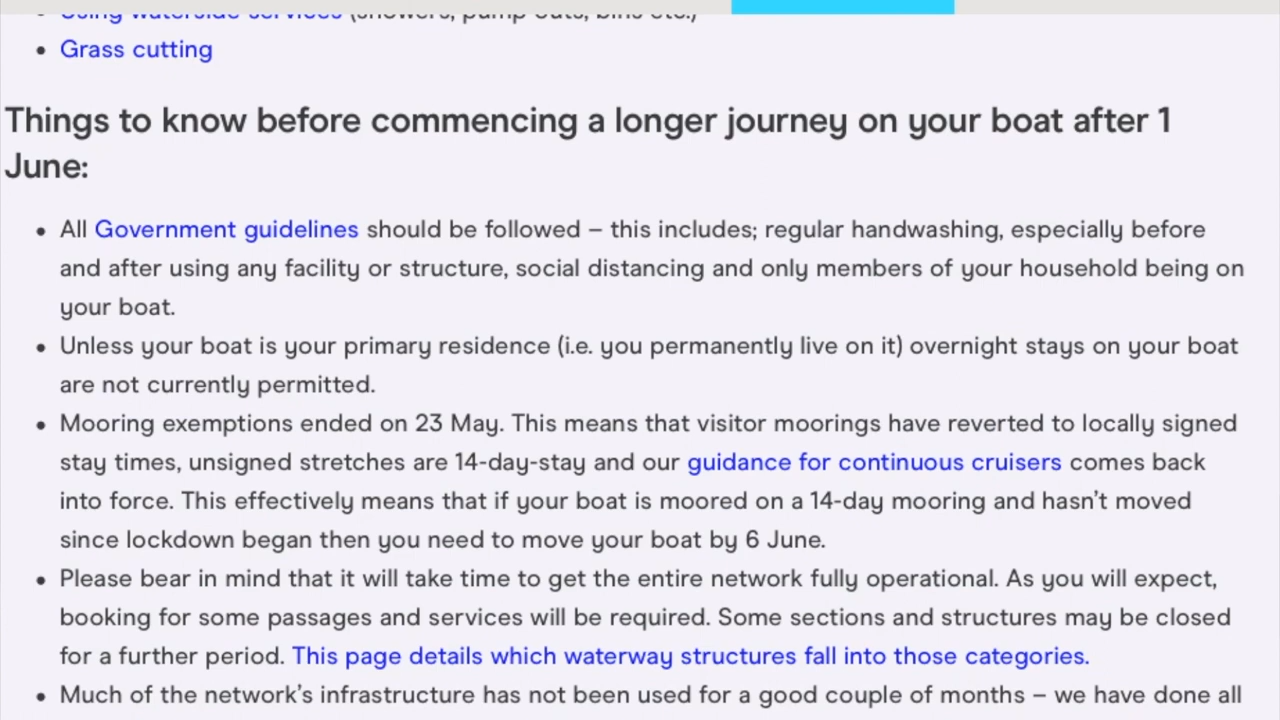 Using waterside services (showers, pump outs, bins etc.)
• Grass cutting
Things to know before commencing a longer journey on your boat after 1
June:
• All Government guidelines should be followed – this includes; regular handwashing, especially before
and after using any facility or structure, social distancing and only members of your household being on
your boat.
• Unless your boat is your primary residence (i.e. you permanently live on it) overnight stays on your boat
are not currently permitted.
• Mooring exemptions ended on 23 May. This means that visitor moorings have reverted to locally signed
stay times, unsigned stretches are 14-day-stay and our guidance for continuous cruisers comes back
into force. This effectively means that if your boat is moored on a 14-day mooring and hasn’t moved
since lockdown began then you need to move your boat by 6 June.
• Please bear in mind that it will take time to get the entire network fully operational. As you will expect,
booking for some passages and services will be required. Some sections and structures may be closed
for a further period. This page details which waterway structures fall into those categories.
• Much of the network’s infrastructure has not been used for a good couple of months – we have done all